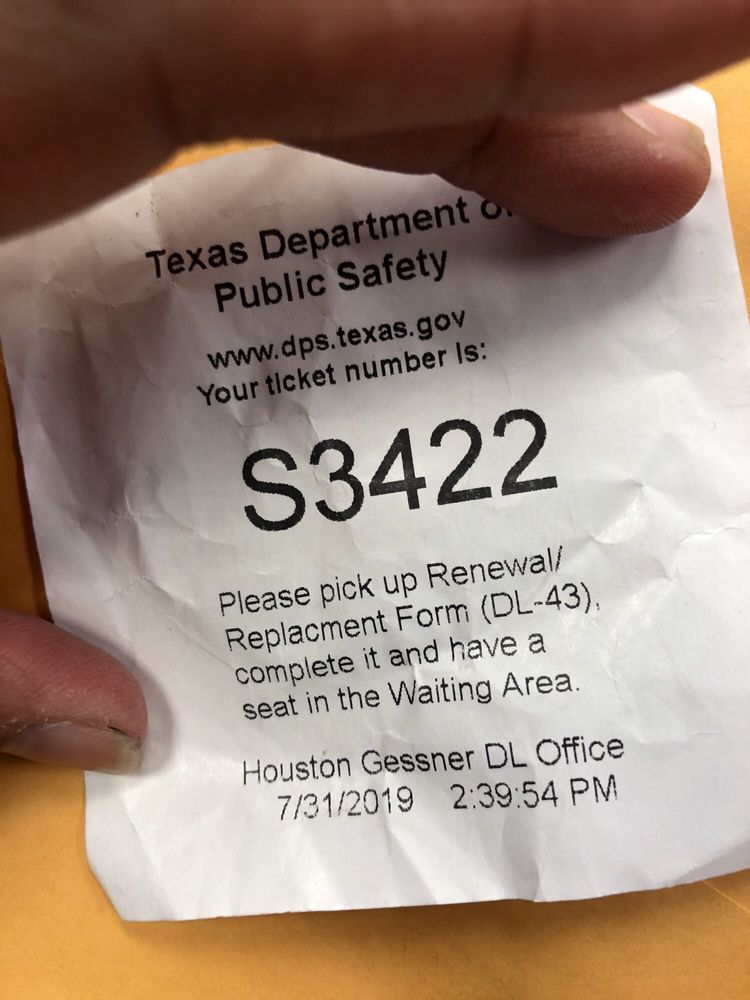 Texas Department
Public Safety
www.dps.texas.gov
Your ticket number is:
S3422
Please pick up Renewal/
Replacment Form (DL-43),
complete it and have a
seat in the Waiting Area.
Houston Gessner DL Office
7/31/2019 2:39:54 PM